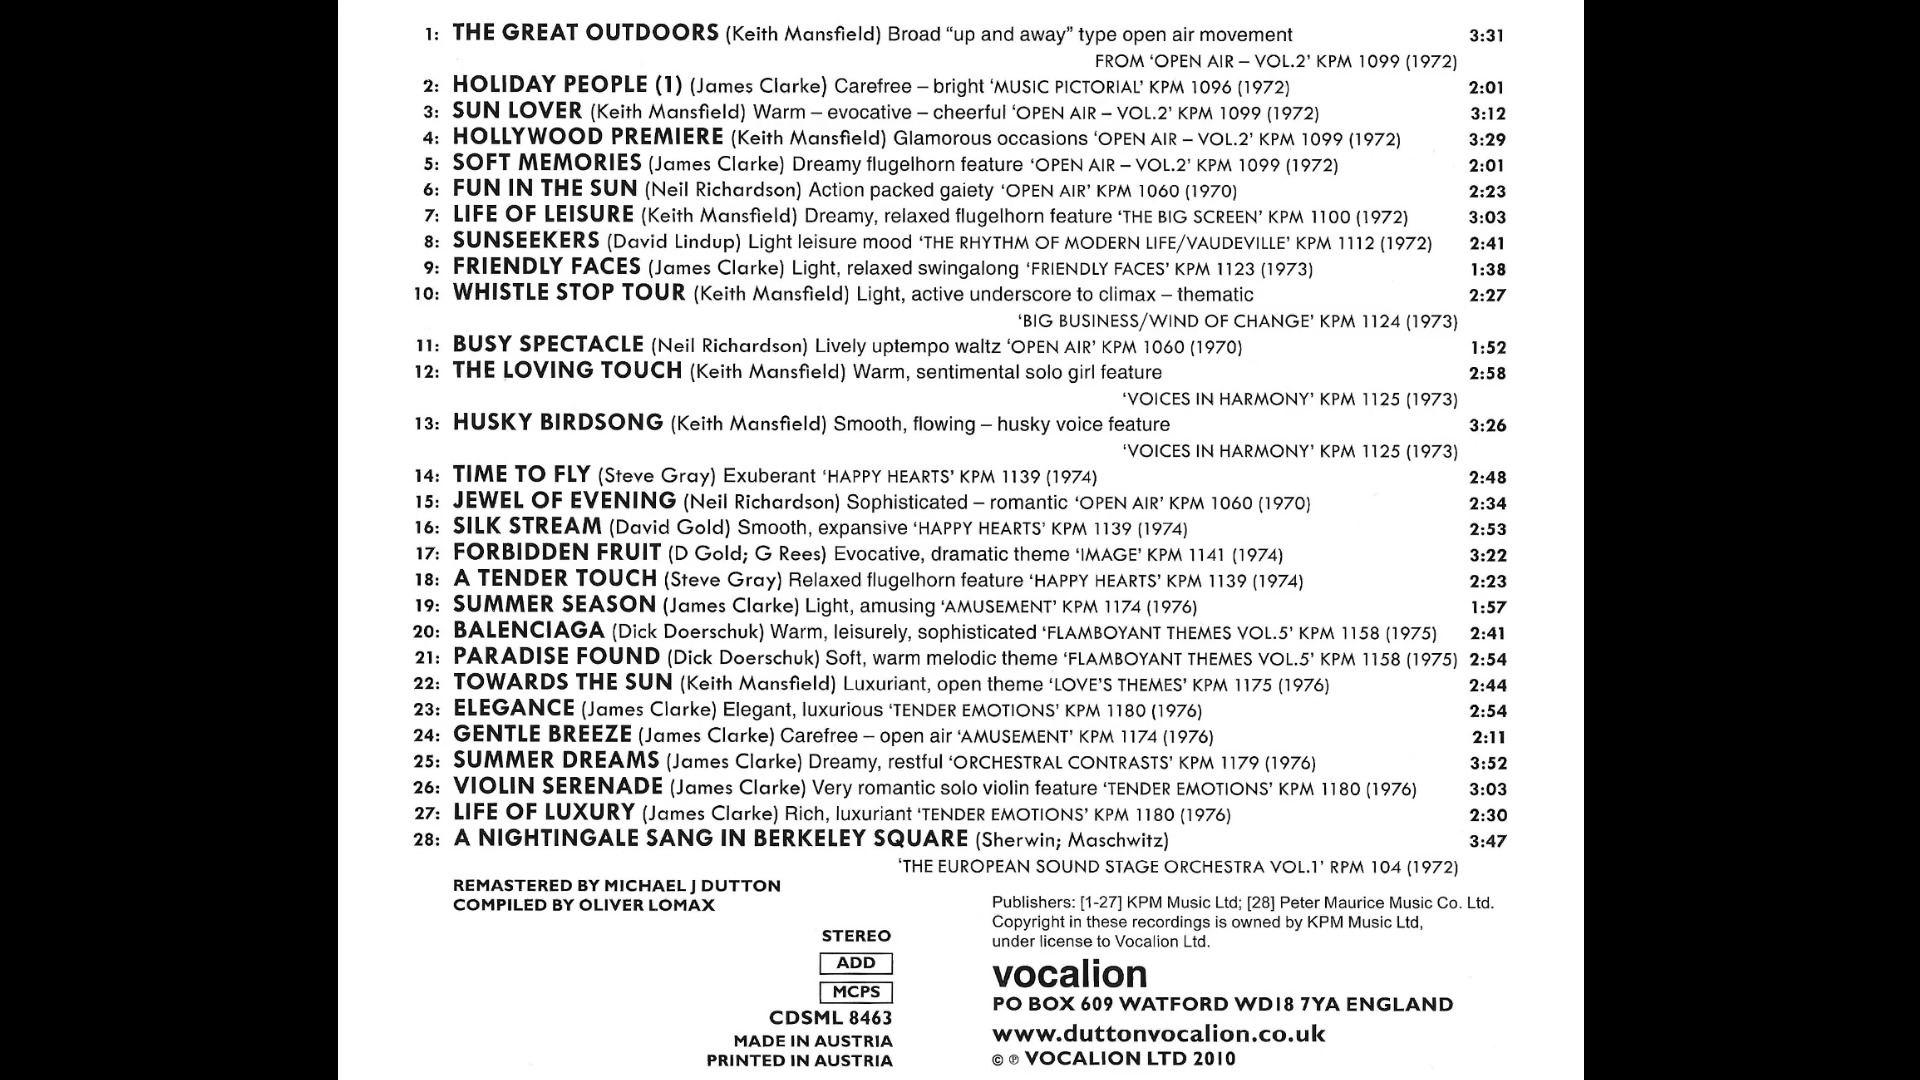 1: THE GREAT OUTDOORS (Keith Mansfield) Broad “up and away” type open air movement 3:31
FROM ‘OPEN AIR – VOL.2’ KPM 1099 (1972)
2: HOLIDAY PEOPLE (1) (James Clarke) Carefree – bright ‘MUSIC PICTORIAL’ KPM 1096 (1972) 2:01
3: SUN LOVER (Keith Mansfield) Warm – evocative – cheerful ‘OPEN AIR – VOL.2’ KPM 1099 (1972) 3:12
4: HOLLYWOOD PREMIERE (Keith Mansfield) Glamorous occasions ‘OPEN AIR – VOL.2’ KPM 1099 (1972) 3:29
5: SOFT MEMORIES (James Clarke) Dreamy flugelhorn feature ‘OPEN AIR – VOL.2’ KPM 1099 (1972) 2:01
6: FUN IN THE SUN (Neil Richardson) Action packed gaiety ‘OPEN AIR’ KPM 1060 (1970) 2:23
7: LIFE OF LEISURE (Keith Mansfield) Dreamy, relaxed flugelhorn feature ‘THE BIG SCREEN’ KPM 1100 (1972) 3:03
8: SUNSEEKERS (David Lindup) Light leisure mood ‘THE RHYTHM OF MODERN LIFE/VAUDEVILLE’ KPM 1112 (1972) 2:41
9: FRIENDLY FACES (James Clarke) Light, relaxed swingalong ‘FRIENDLY FACES’ KPM 1123 (1973) 1:38
10: WHISTLE STOP TOUR (Keith Mansfield) Light, active underscore to climax – thematic 2:27
‘BIG BUSINESS/WIND OF CHANGE’ KPM 1124 (1973)
11: BUSY SPECTACLE (Neil Richardson) Lively uptempo waltz ‘OPEN AIR’ KPM 1060 (1970) 1:52
12: THE LOVING TOUCH (Keith Mansfield) Warm, sentimental solo girl feature 2:58
‘VOICES IN HARMONY’ KPM 1125 (1973)
13: HUSKY BIRDSONG (Keith Mansfield) Smooth, flowing – husky voice feature 3:26
‘VOICES IN HARMONY’ KPM 1125 (1973)
14: TIME TO FLY (Steve Gray) Exuberant ‘HAPPY HEARTS’ KPM 1139 (1974) 2:48
15: JEWEL OF EVENING (Neil Richardson) Sophisticated – romantic ‘OPEN AIR’ KPM 1060 (1970) 2:34
16: SILK STREAM (David Gold) Smooth, expansive ‘HAPPY HEARTS’ KPM 1139 (1974) 2:53
17: FORBIDDEN FRUIT (D Gold; G Rees) Evocative, dramatic theme ‘IMAGE’ KPM 1141 (1974) 3:22
18: A TENDER TOUCH (Steve Gray) Relaxed flugelhorn feature ‘HAPPY HEARTS’ KPM 1139 (1974) 2:23
19: SUMMER SEASON (James Clarke) Light, amusing ‘AMUSEMENT’ KPM 1174 (1976) 1:57
20: BALENCIAGA (Dick Doerschuk) Warm, leisurely, sophisticated ‘FLAMBOYANT THEMES VOL.5’ KPM 1158 (1975) 2:41
21: PARADISE FOUND (Dick Doerschuk) Soft, warm melodic theme ‘FLAMBOYANT THEMES VOL.5’ KPM 1158 (1975) 2:54
22: TOWARDS THE SUN (Keith Mansfield) Luxuriant, open theme ‘LOVE’S THEMES’ KPM 1175 (1976) 2:44
23: ELEGANCE (James Clarke) Elegant, luxurious ‘TENDER EMOTIONS’ KPM 1180 (1976) 2:54
24: GENTLE BREEZE (James Clarke) Carefree – open air ‘AMUSEMENT’ KPM 1174 (1976) 2:11
25: SUMMER DREAMS (James Clarke) Dreamy, restful ‘ORCHESTRAL CONTRASTS’ KPM 1179 (1976) 3:52
26: VIOLIN SERENADE (James Clarke) Very romantic solo violin feature ‘TENDER EMOTIONS’ KPM 1180 (1976) 3:03
27: LIFE OF LUXURY (James Clarke) Rich, luxuriant ‘TENDER EMOTIONS’ KPM 1180 (1976) 2:30
28: A NIGHTINGALE SANG IN BERKELEY SQUARE (Sherwin; Maschwitz) 3:47
‘THE EUROPEAN SOUND STAGE ORCHESTRA VOL.1’ RPM 104 (1972)
REMASTERED BY MICHAEL J DUTTON
COMPILED BY OLIVER LOMAX
STEREO
ADD
MCPS
CDSML 8463
MADE IN AUSTRIA
PRINTED IN AUSTRIA
Publishers: [1-27] KPM Music Ltd; [28] Peter Maurice Music Co. Ltd.
Copyright in these recordings is owned by KPM Music Ltd,
under license to Vocalion Ltd.
vocalion
PO BOX 609 WATFORD WD18 7YA ENGLAND
www.duttonvocalion.co.uk
© ℗ VOCALION LTD 2010